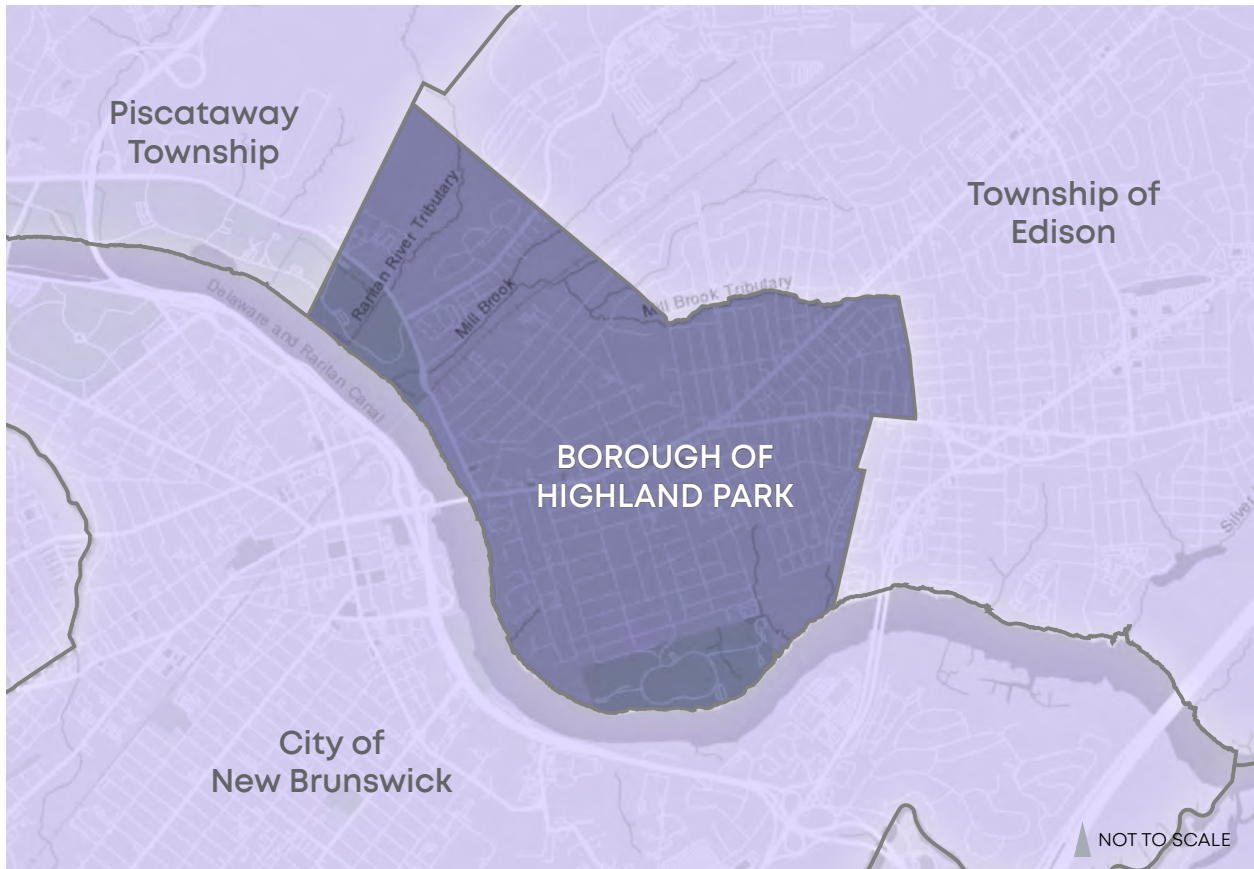 Piscataway
Township
Township of
Edison
Raritan River Tributary
Mill Brook
Mill Brook Tributary
Delaware and Raritan Canal
BOROUGH OF
HIGHLAND PARK
Silve
City of
New Brunswick
NOT TO SCALE